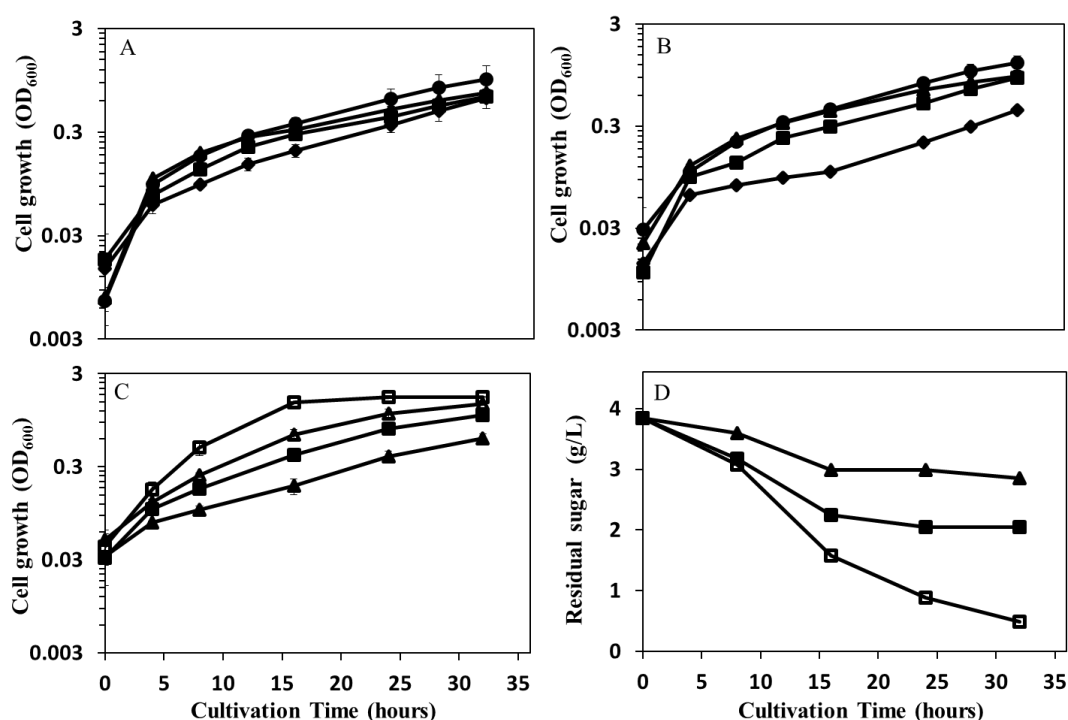 A
3
0.3
0.03
0.003
Cell growth (OD600)
B
3
0.3
0.03
0.003
Cell growth (OD600)
C
3
0.3
0.03
0.003
Cell growth (OD600)
0 5 10 15 20 25 30 35
Cultivation Time (hours)
D
4
3
2
1
0
Residual sugar (g/L)
0 5 10 15 20 25 30 35
Cultivation Time (hours)